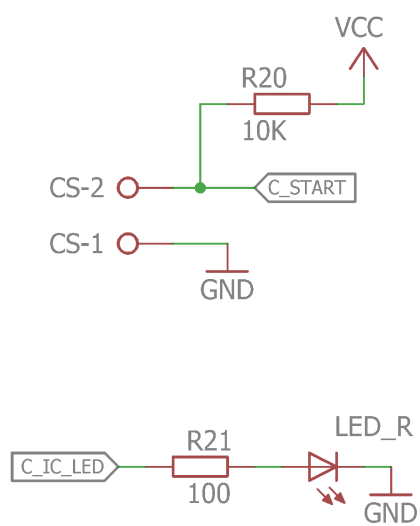 VCC
R20
10K
CS-2
C_START
CS-1
GND
LED_R
R21
C_IC_LED
100
GND